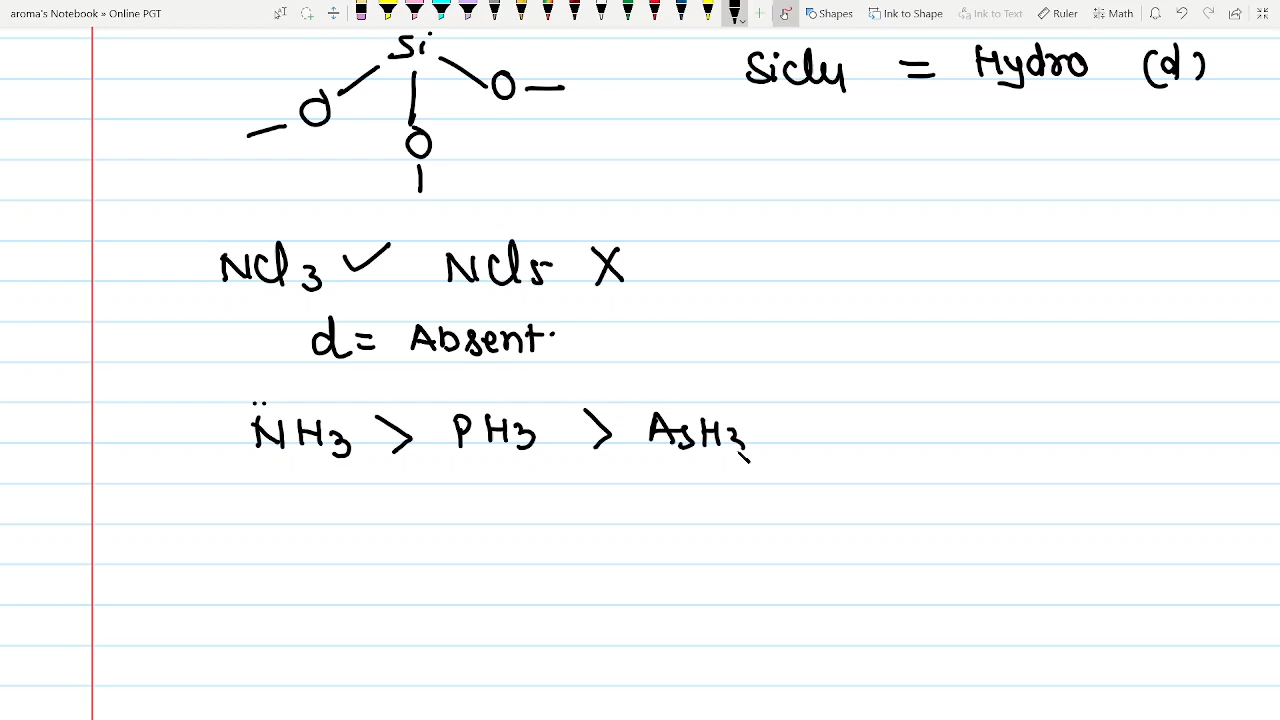 aroma's Notebook » Online PGT
Shapes Ink to Shape Ink to Text Ruler Math
Si
O O
O
Sicl4 = Hydro (d)
NCl3 ✓ NCl5 X
d= Absent.
NH3 > PH3 > AsH3